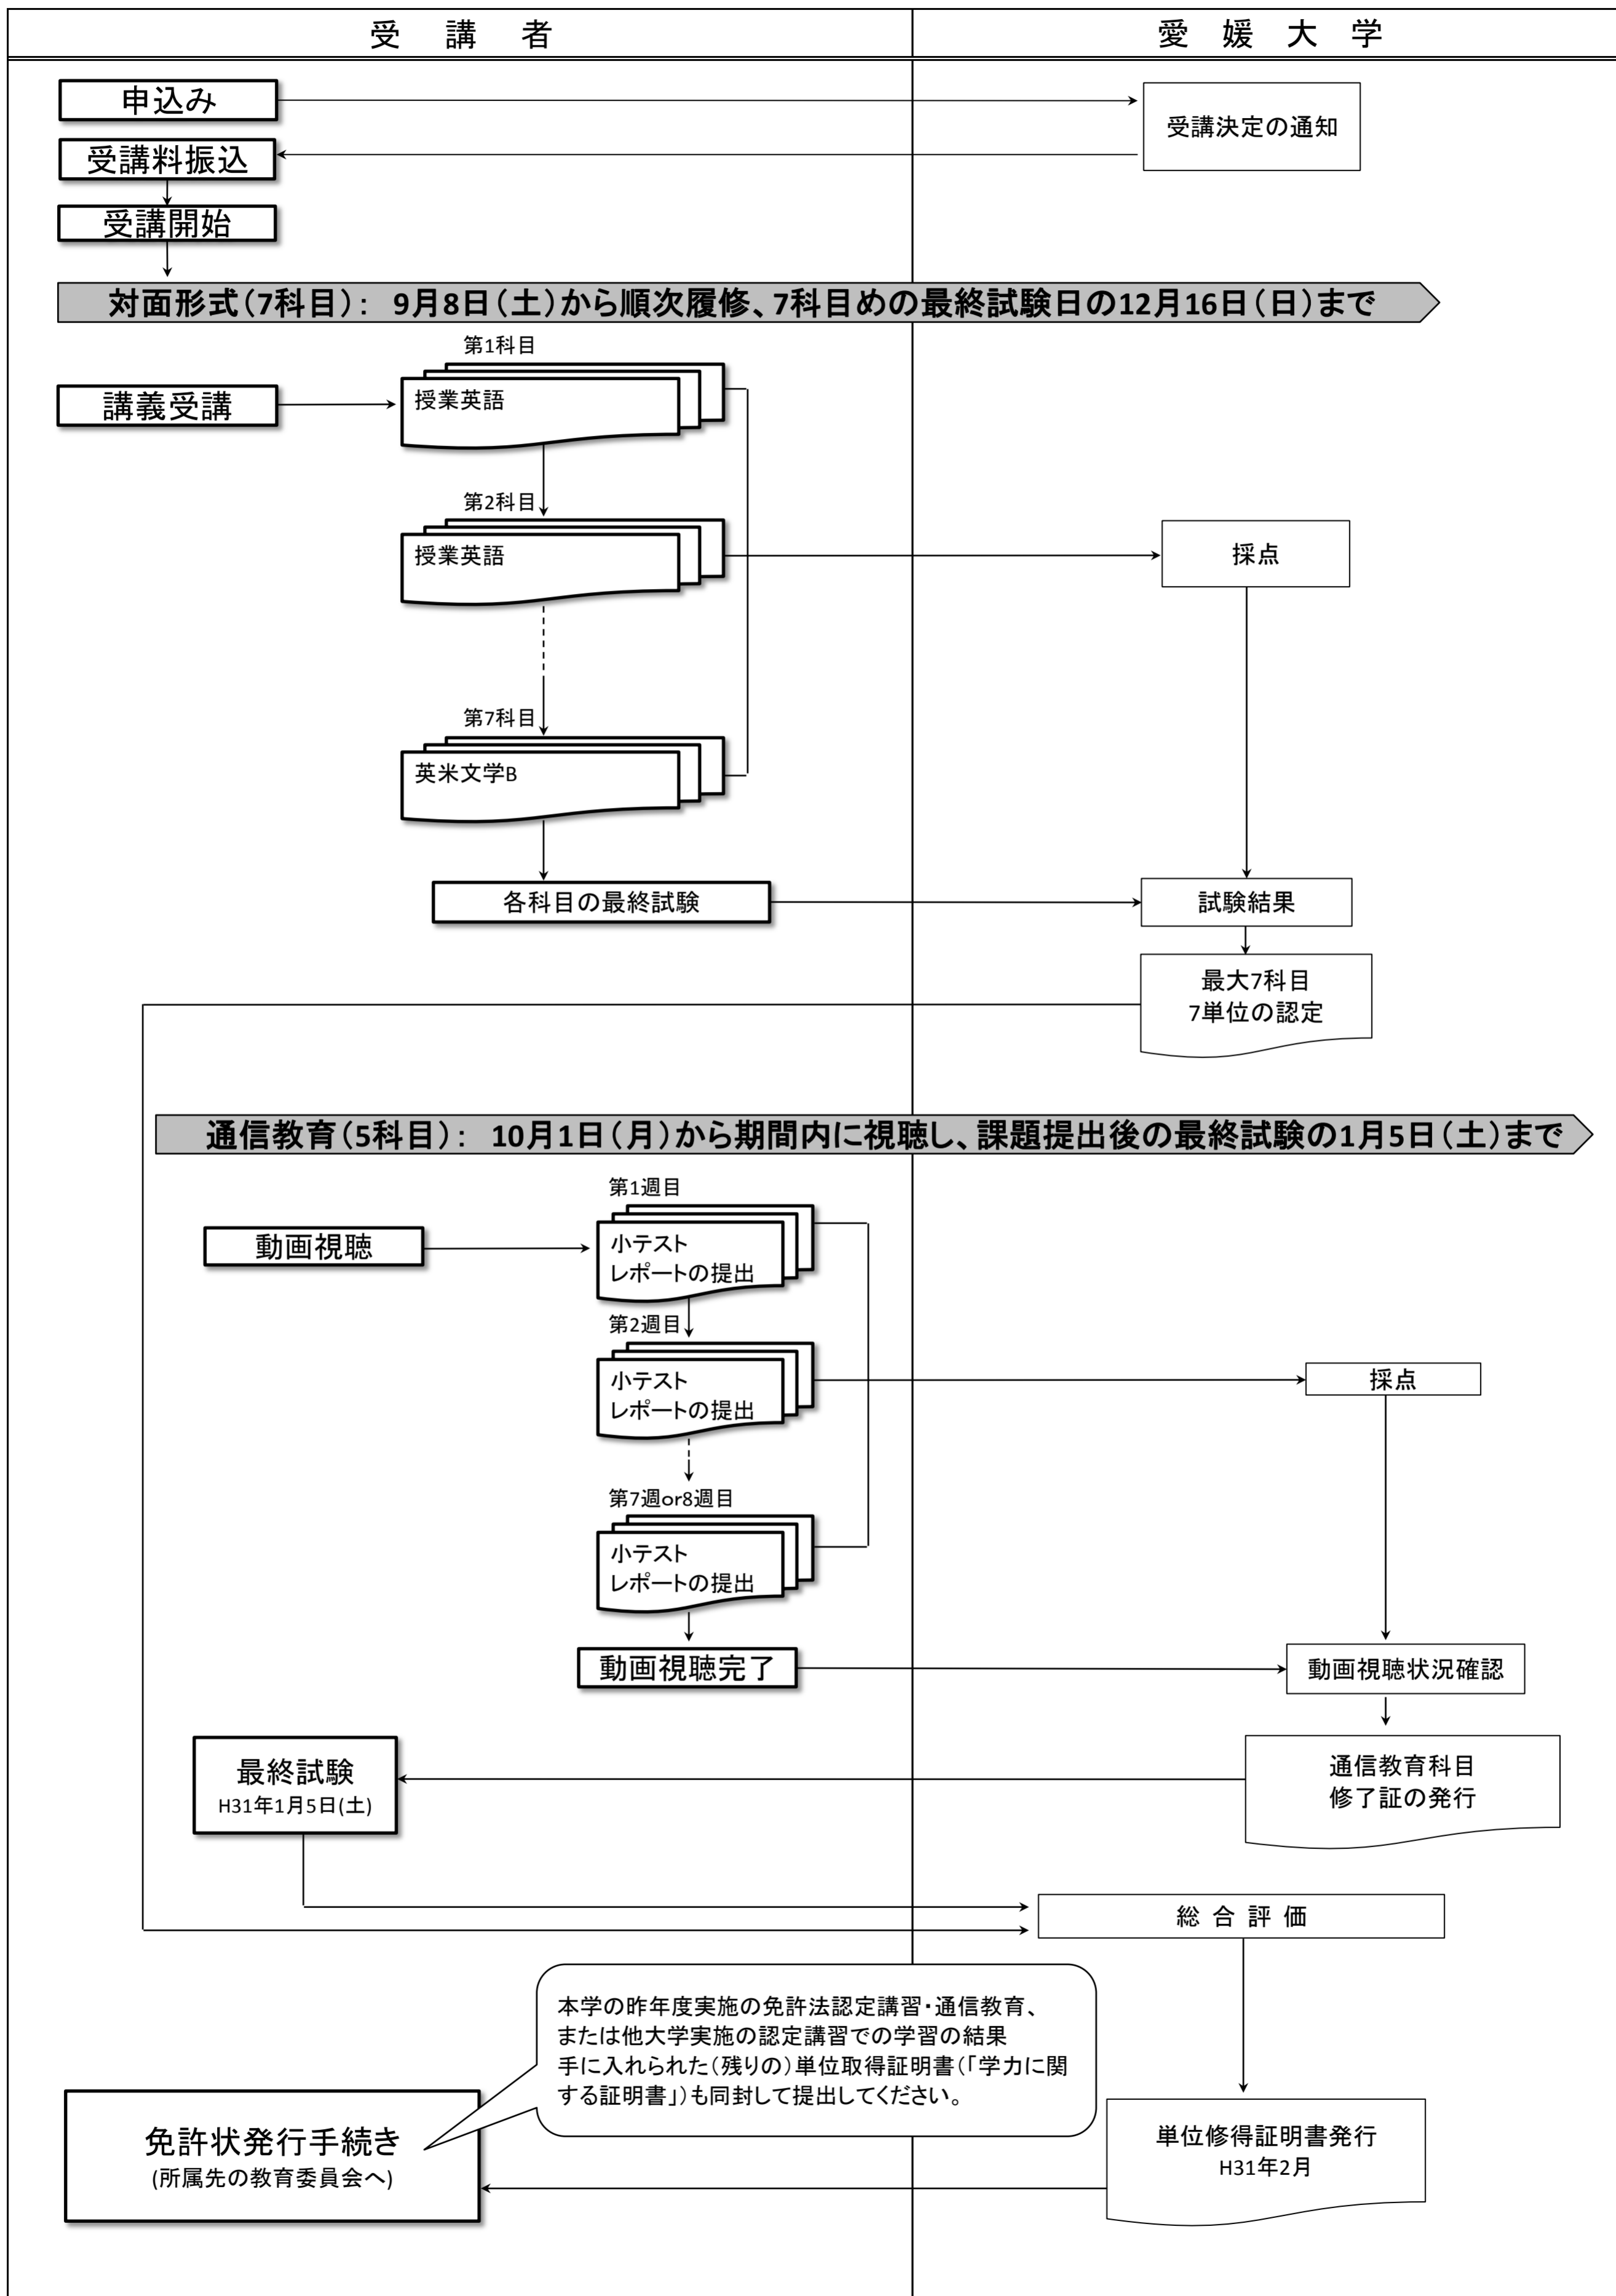 受 講 者
愛 媛 大 学
申込み
受講決定の通知
受講料振込
受講開始
対面形式(7科目): 9月8日(土)から順次履修、7科目めの最終試験日の12月16日(日)まで
第1科目
講義受講
授業英語
第2科目
授業英語
採点
第7科目
英米文学B
各科目の最終試験
試験結果
最大7科目
7単位の認定
通信教育(5科目): 10月1日(月)から期間内に視聴し、課題提出後の最終試験の1月5日(土)まで
第1週目
動画視聴
小テスト
レポートの提出
第2週目
小テスト
レポートの提出
採点
第7週or8週目
小テスト
レポートの提出
動画視聴完了
動画視聴状況確認
最終試験
H31年1月5日(土)
通信教育科目
修了証の発行
総 合 評 価
本学の昨年度実施の免許法認定講習・通信教育、
または他大学実施の認定講習での学習の結果
手に入れられた(残りの)単位取得証明書(「学力に関
する証明書」)も同封して提出してください。
免許状発行手続き
(所属先の教育委員会へ)
単位修得証明書発行
H31年2月